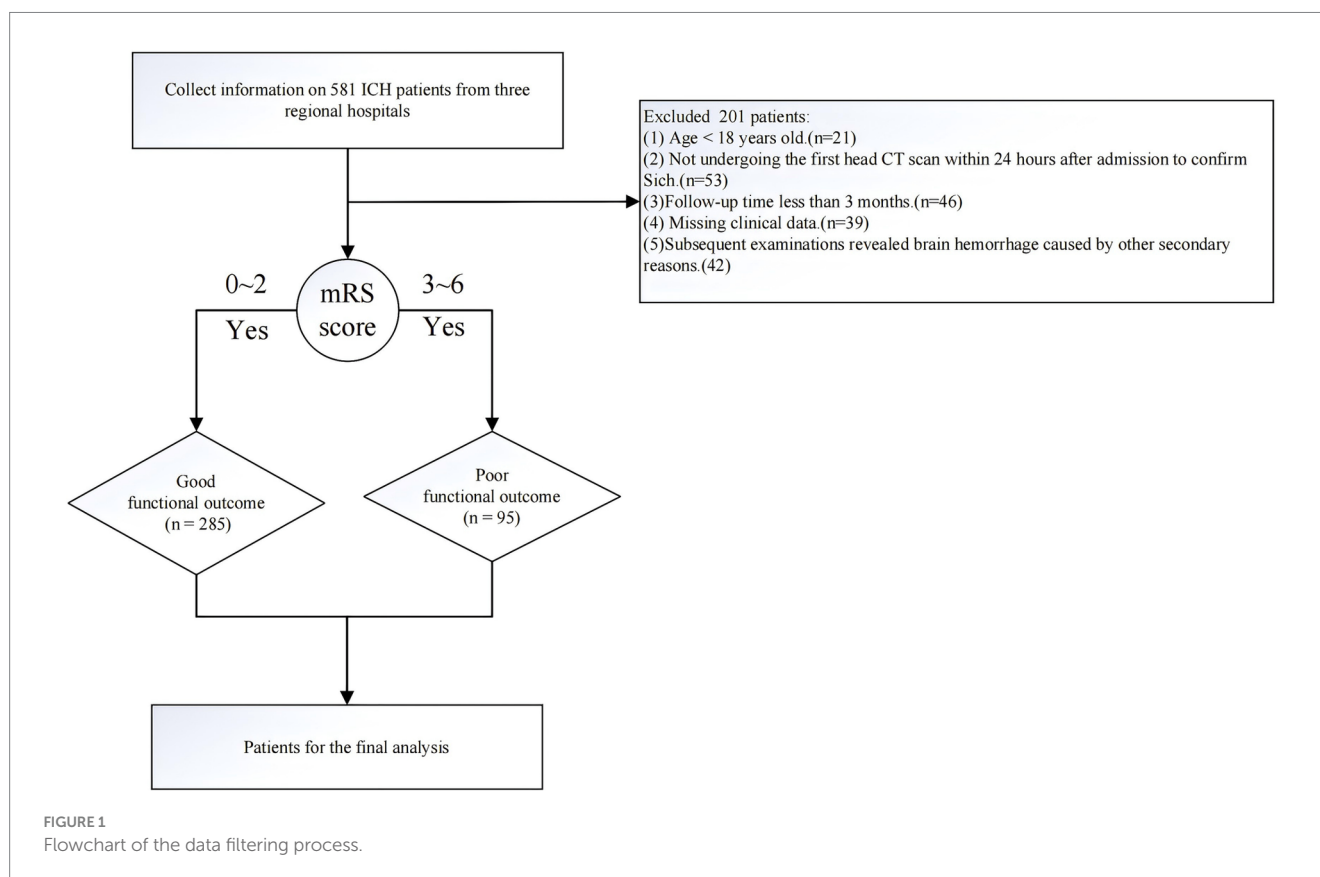 Collect information on 581 ICH patients from three
regional hospitals
Excluded 201 patients:
(1) Age < 18 years old.(n=21)
(2) Not undergoing the first head CT scan within 24 hours after admission to confirm
Sich.(n=53)
(3)Follow-up time less than 3 months.(n=46)
(4) Missing clinical data.(n=39)
(5)Subsequent examinations revealed brain hemorrhage caused by other secondary
reasons.(42)
0~2
Yes
mRS
score
3~6
Yes
Good
functional outcome
(n = 285)
Poor
functional outcome
(n = 95)
Patients for the final analysis
FIGURE 1
Flowchart of the data filtering process.